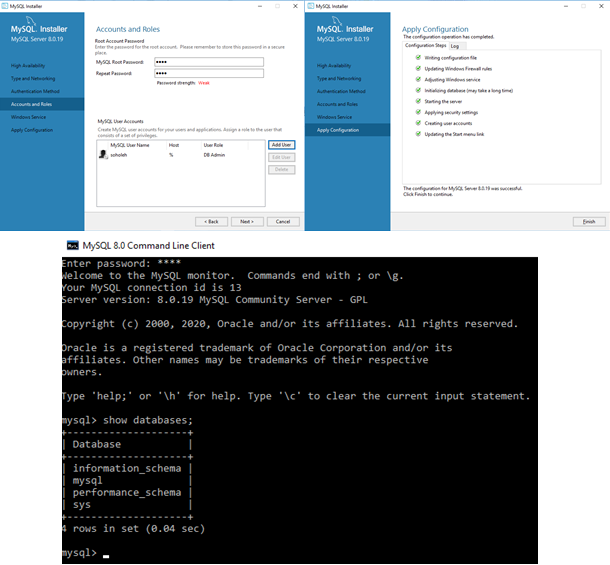 MySQL Installer
MySQL. Installer
MySQL Server 8.0.19
High Availability
Type and Networking
Authentication Method
Accounts and Roles
Windows Service
Apply Configuration
Accounts and Roles
Root Account Password
Enter the password for the root account. Please remember to store this password in a secure
place.
MySQL Root Password: ••••
Repeat Password: ••••
Password strength: Weak
MySQL User Accounts
Create MySQL user accounts for your users and applications. Assign a role to the user that
consists of a set of privileges.
MySQL User Name Host User Role
scholeh % DB Admin
Add User
Edit User
Delete
< Back
Next >
Cancel
MySQL Installer
MySQL. Installer
MySQL Server 8.0.19
High Availability
Type and Networking
Authentication Method
Accounts and Roles
Windows Service
Apply Configuration
Apply Configuration
The configuration operation has completed.
Configuration Steps Log
Writing configuration file
Updating Windows Firewall rules
Adjusting Windows service
Initializing database (may take a long time)
Starting the server
Applying security settings
Creating user accounts
Updating the Start menu link
The configuration for MySQL Server 8.0.19 was successful.
Click Finish to continue.
Finish
MySQL 8.0 Command Line Client
Enter password: ****
Welcome to the MySQL monitor. Commands end with ; or \g.
Your MySQL connection id is 13
Server version: 8.0.19 MySQL Community Server - GPL
Copyright (c) 2000, 2020, Oracle and/or its affiliates. All rights reserved.
Oracle is a registered trademark of Oracle Corporation and/or its
affiliates. Other names may be trademarks of their respective
owners.
Type 'help;' or '\h' for help. Type '\c' to clear the current input statement.
mysql> show databases;
+--------------------+
| Database |
+--------------------+
| information_schema |
| mysql |
| performance_schema |
| sys |
+--------------------+
4 rows in set (0.04 sec)
mysql> _